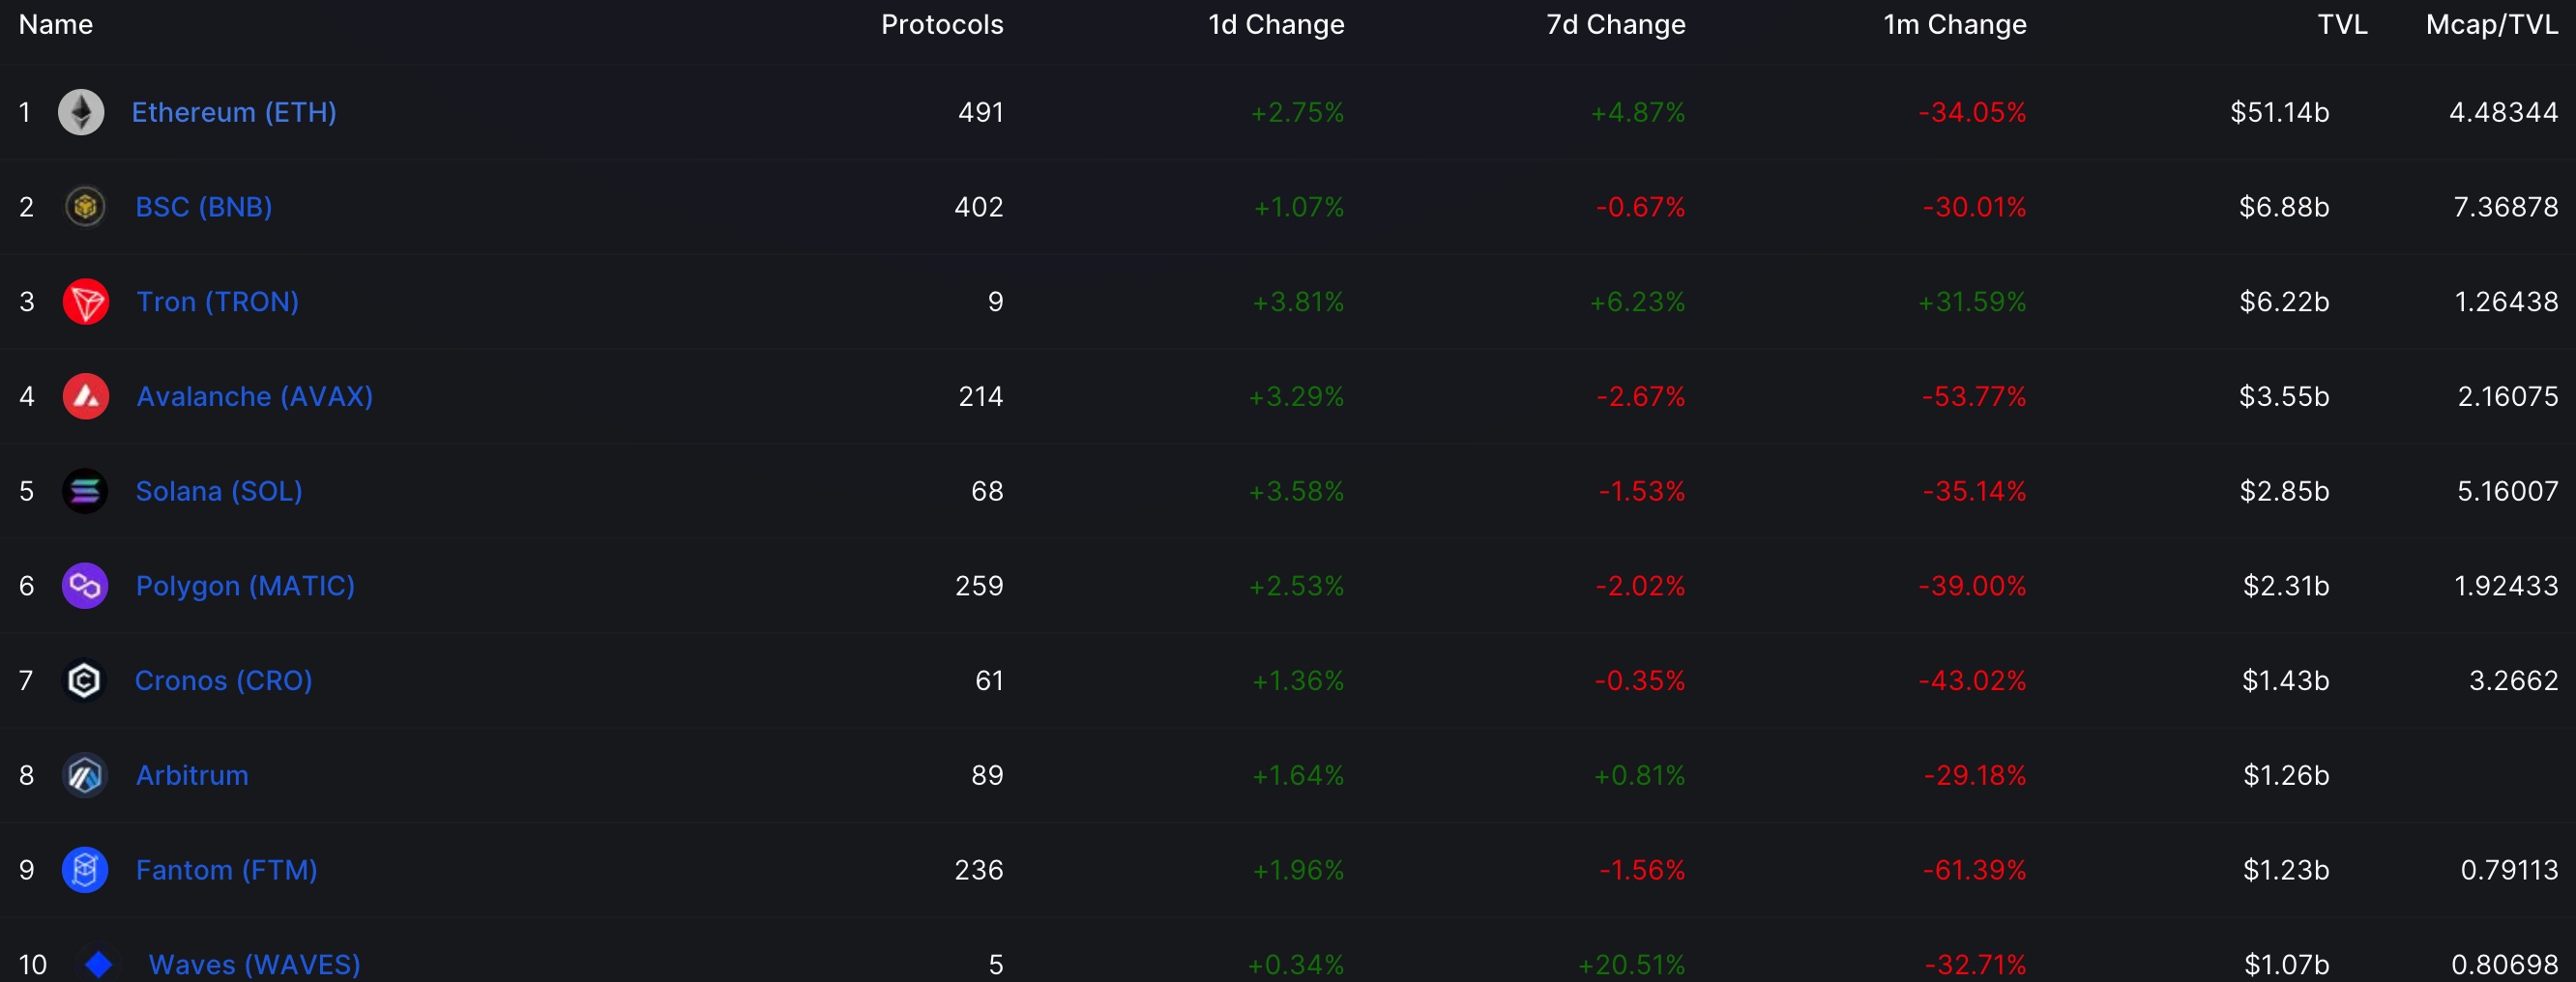 Name Protocols 1d Change 7d Change 1m Change TVL Mcap/TVL
1 Ethereum (ETH) 491 +2.75% +4.87% -34.05% $51.14b 4.48344
2 BSC (BNB) 402 +1.07% -0.67% -30.01% $6.88b 7.36878
3 Tron (TRON) 9 +3.81% +6.23% +31.59% $6.22b 1.26438
4 Avalanche (AVAX) 214 +3.29% -2.67% -53.77% $3.55b 2.16075
5 Solana (SOL) 68 +3.58% -1.53% -35.14% $2.85b 5.16007
6 Polygon (MATIC) 259 +2.53% -2.02% -39.00% $2.31b 1.92433
7 Cronos (CRO) 61 +1.36% -0.35% -43.02% $1.43b 3.2662
8 Arbitrum 89 +1.64% +0.81% -29.18% $1.26b
9 Fantom (FTM) 236 +1.96% -1.56% -61.39% $1.23b 0.79113
10 Waves (WAVES) 5 +0.34% +20.51% -32.71% $1.07b 0.80698